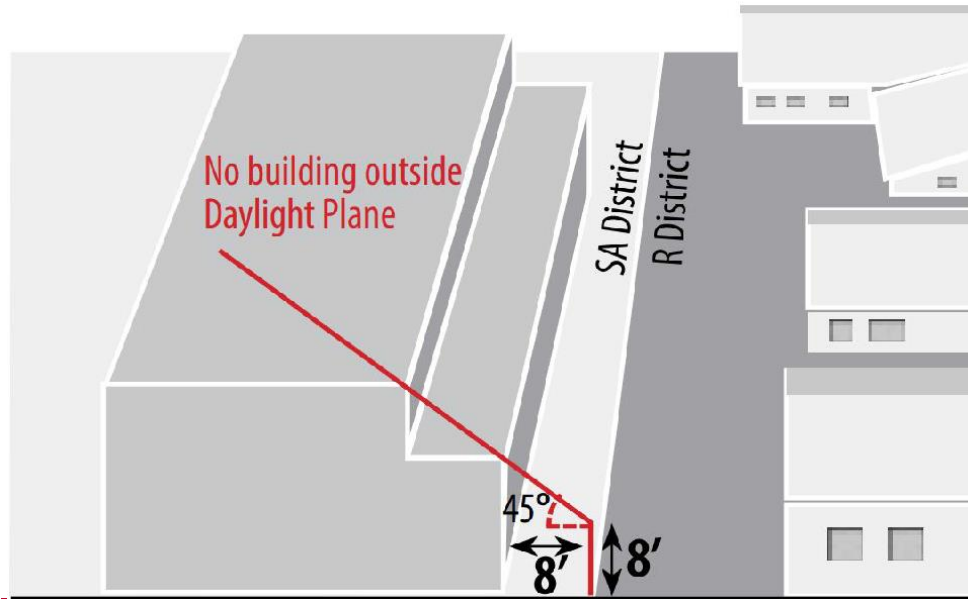 No building outside
Daylight Plane
SA District
R District
45°
8′
8′